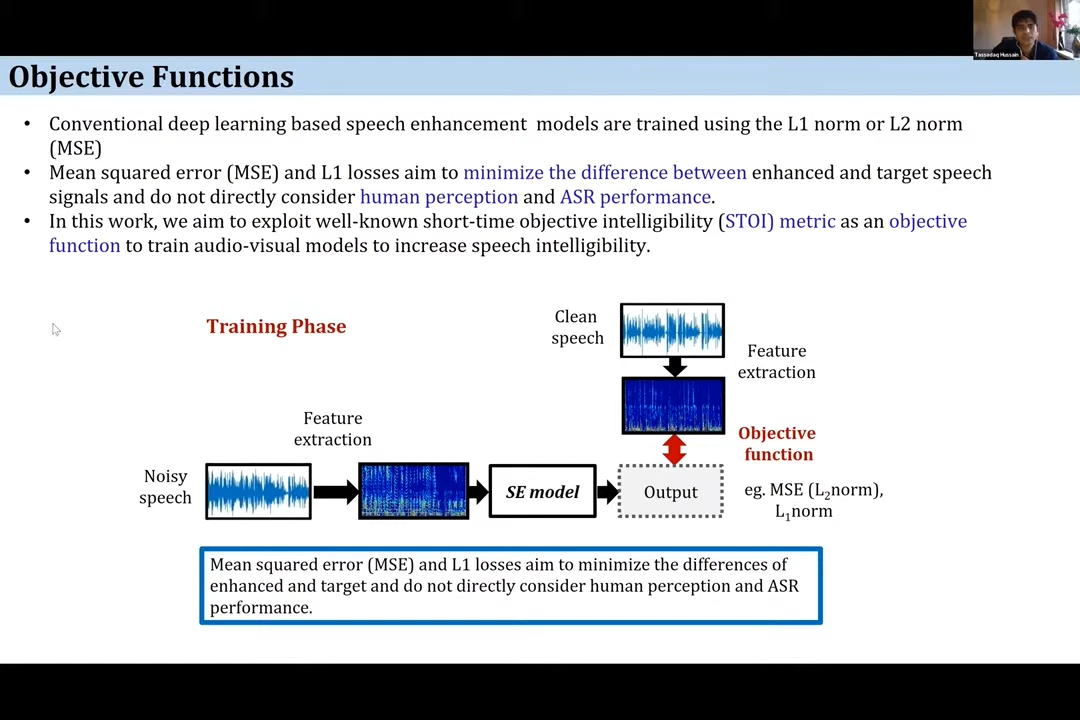 Tassadaq Hussain
Objective Functions
• Conventional deep learning based speech enhancement models are trained using the L1 norm or L2 norm
(MSE)
• Mean squared error (MSE) and L1 losses aim to minimize the difference between enhanced and target speech
signals and do not directly consider human perception and ASR performance.
• In this work, we aim to exploit well-known short-time objective intelligibility (STOI) metric as an objective
function to train audio-visual models to increase speech intelligibility.
Training Phase
Clean
speech
Feature
extraction
Feature
extraction
Objective
function
Noisy
speech
SE model
Output
eg. MSE (L2norm),
L1norm
Mean squared error (MSE) and L1 losses aim to minimize the differences of
enhanced and target and do not directly consider human perception and ASR
performance.